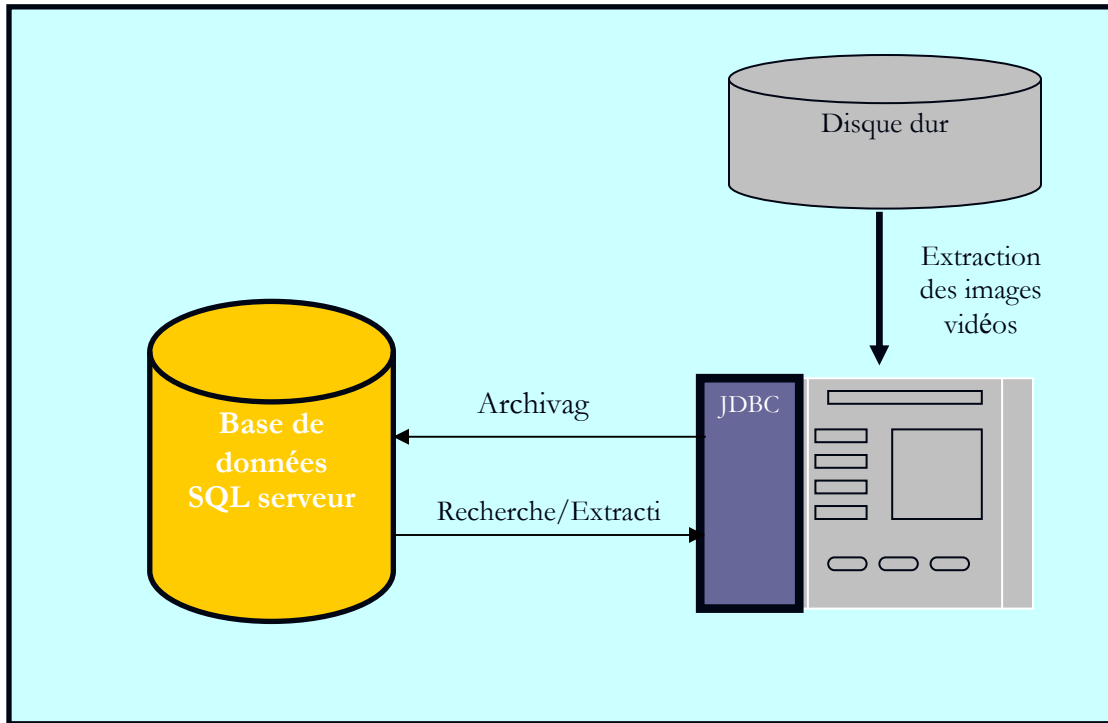 Disque dur
Extraction
des images
vidéos
JDBC
Archivag
Base de
données
SQL serveur
Recherche/Extracti